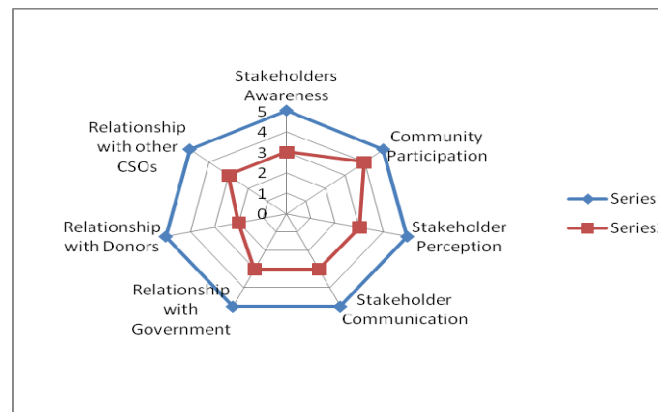 Stakeholders
Awareness
5
4
3
2
1
0
Community
Participation
Stakeholder
Perception
Stakeholder
Communication
Relationship
with
Government
Relationship
with Donors
Relationship
with other
CSOs
Series
Series